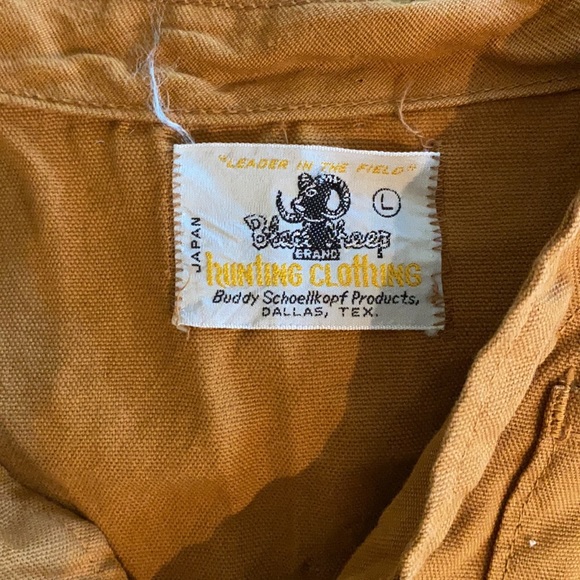 "LEADER IN THE FIELD"
L
Black Sheep
BRAND
JAPAN
hunting clothing
Buddy Schoellkopf Products,
DALLAS, TEX.